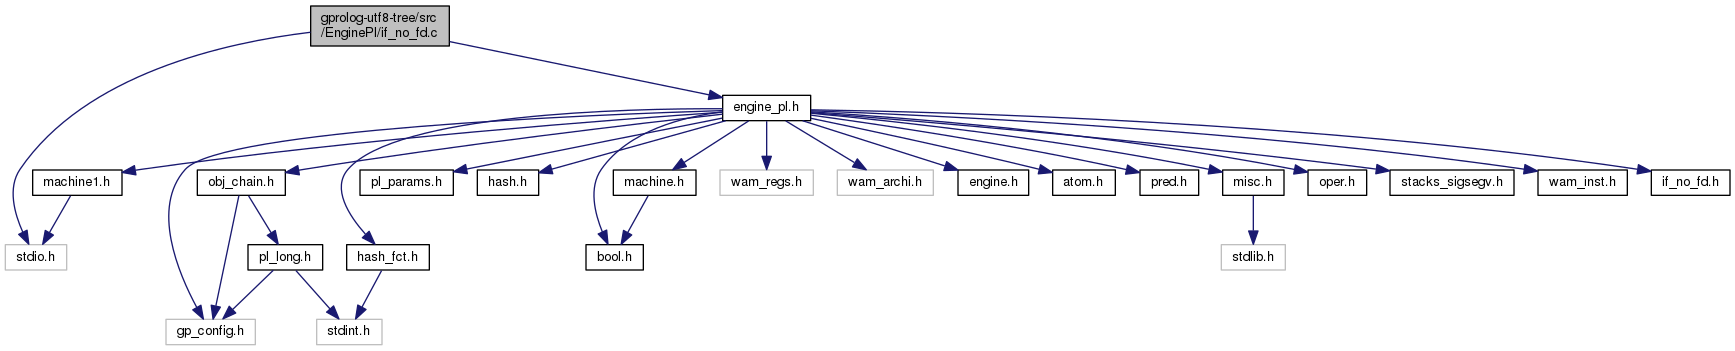 gprolog-utf8-tree/src
/EnginePl/if_no_fd.c
engine_pl.h
machine1.h
obj_chain.h
pl_params.h
hash.h
machine.h
wam_regs.h
wam_archi.h
engine.h
atom.h
pred.h
misc.h
oper.h
stacks_sigsegv.h
wam_inst.h
if_no_fd.h
stdio.h
pl_long.h
hash_fct.h
bool.h
stdlib.h
gp_config.h
stdint.h